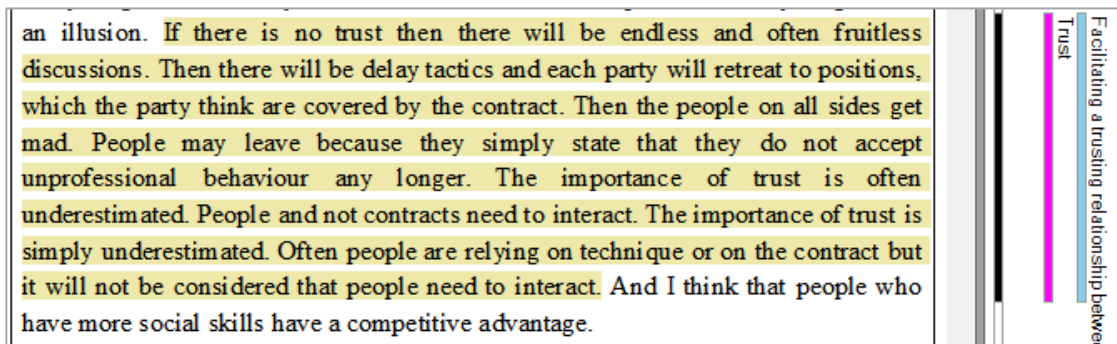 an illusion. If there is no trust then there will be endless and often fruitless
discussions. Then there will be delay tactics and each party will retreat to positions,
which the party think are covered by the contract. Then the people on all sides get
mad. People may leave because they simply state that they do not accept
unprofessional behaviour any longer. The importance of trust is often
underestimated. People and not contracts need to interact. The importance of trust is
simply underestimated. Often people are relying on technique or on the contract but
it will not be considered that people need to interact. And I think that people who
have more social skills have a competitive advantage.
Trust
Facilitating a trusting relationship betwee